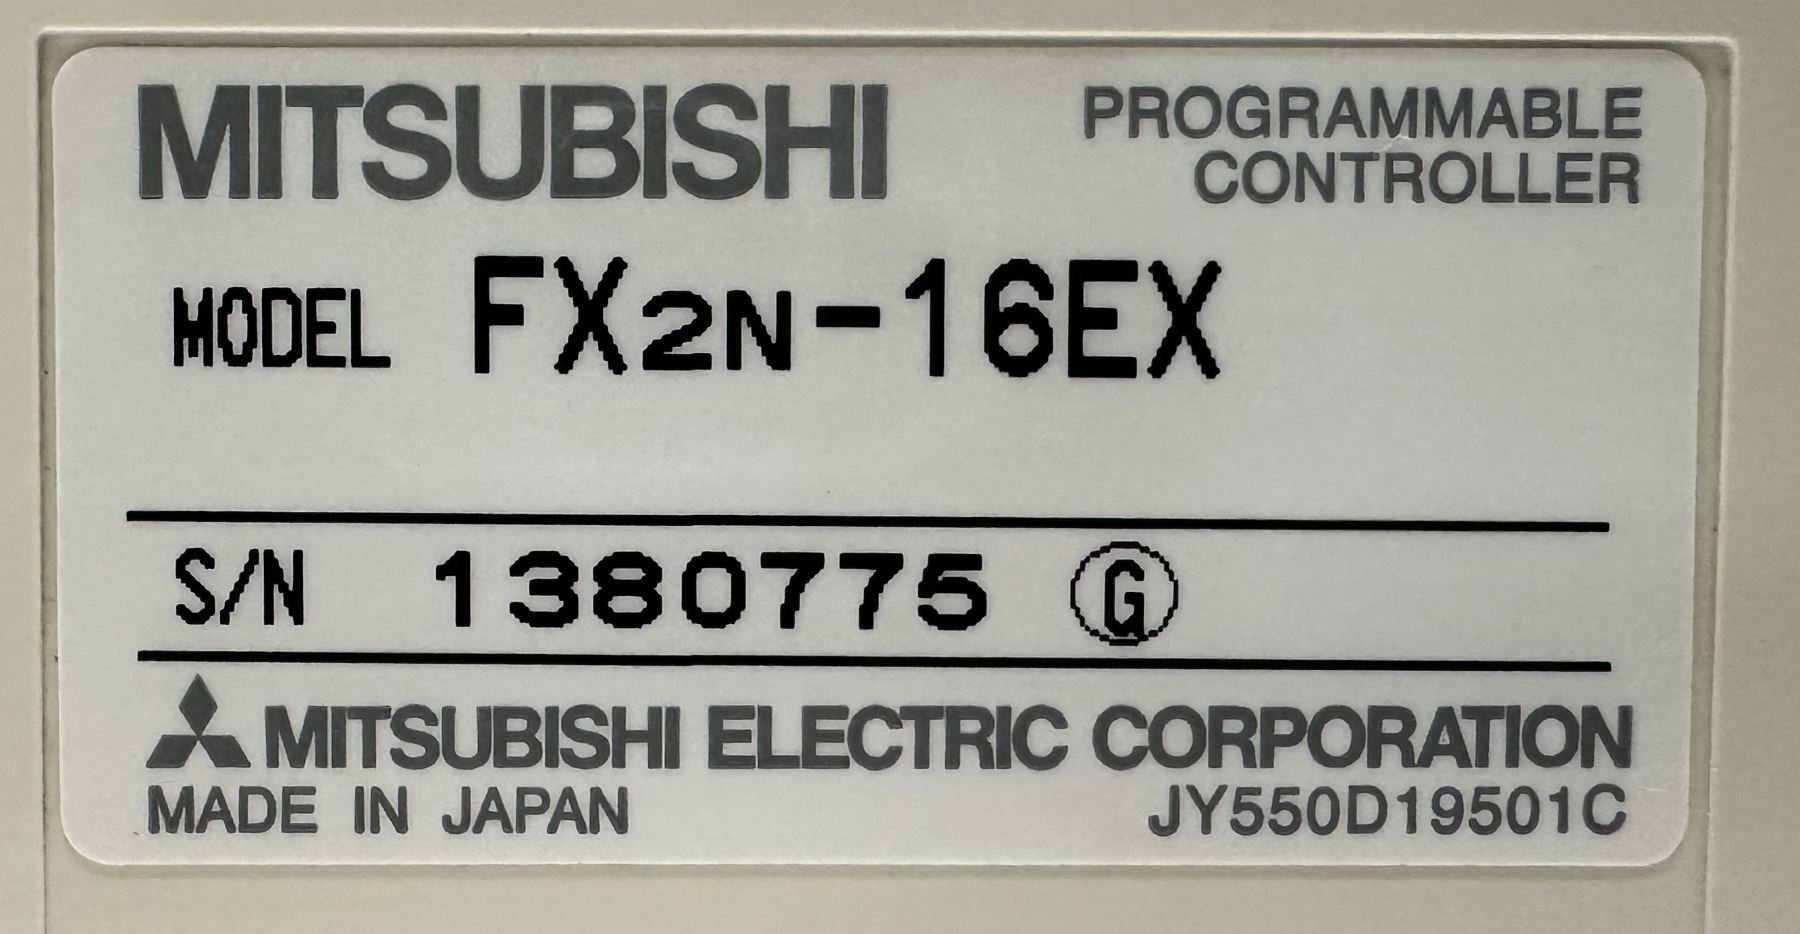 MITSUBISHI
PROGRAMMABLE
CONTROLLER
MODEL FX2N-16EX
S/N 1380775 G
MITSUBISHI ELECTRIC CORPORATION
MADE IN JAPAN JY550D19501C